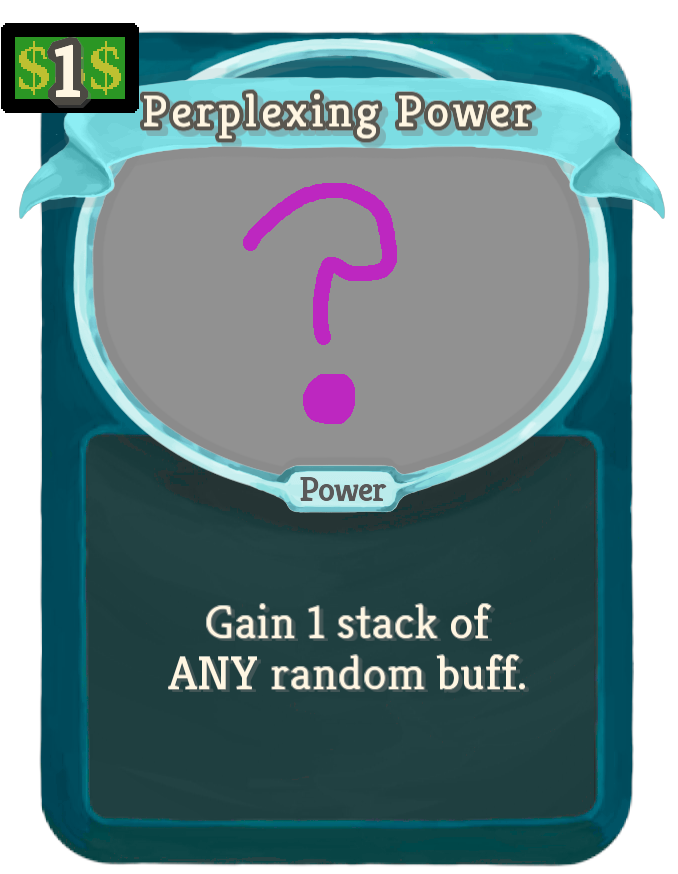 $1$
Perplexing Power
?
Power
Gain 1 stack of
ANY random buff.